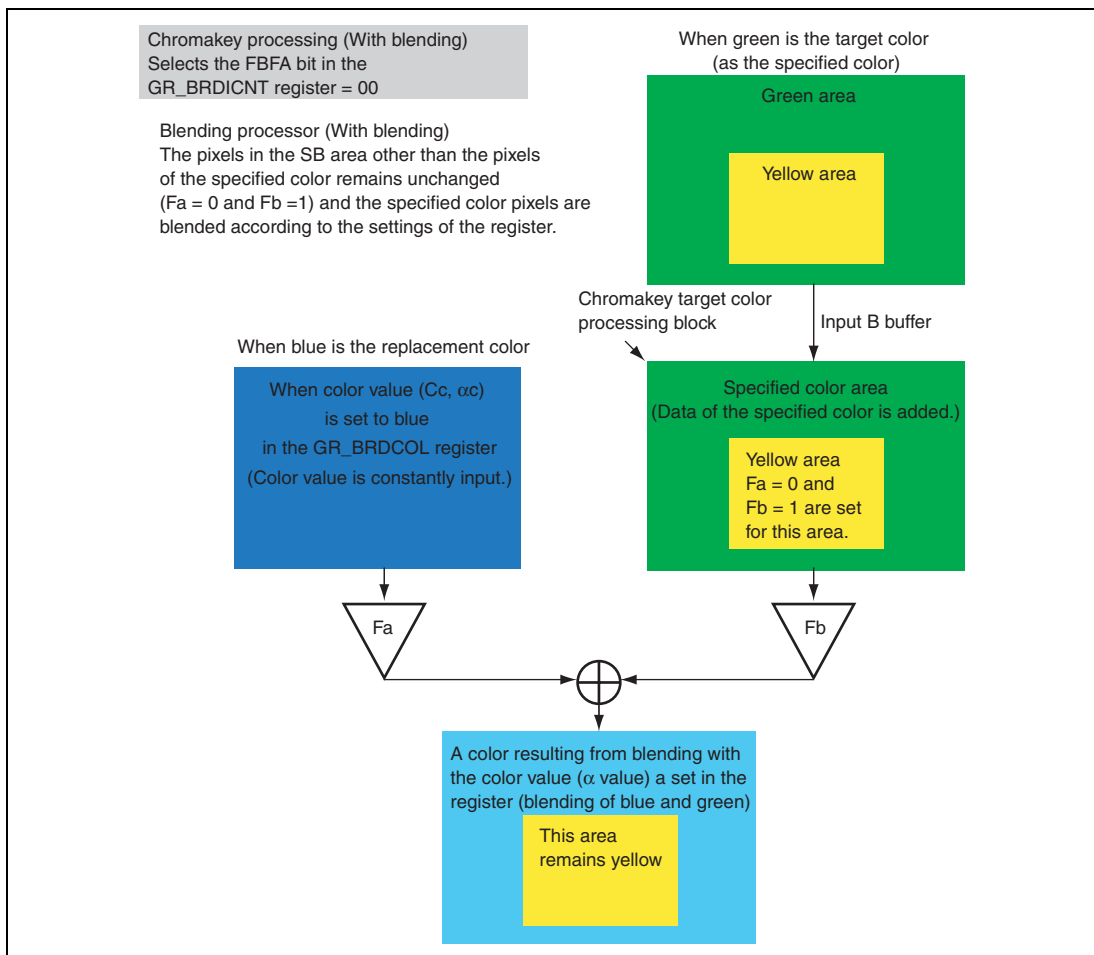 Chromakey processing (With blending)
Selects the FBFA bit in the
GR_BRDICNT register = 00
Blending processor (With blending)
The pixels in the SB area other than the pixels
of the specified color remains unchanged
(Fa = 0 and Fb =1) and the specified color pixels are
blended according to the settings of the register.
When green is the target color
(as the specified color)
Green area
Yellow area
Chromakey target color
processing block
Input B buffer
When blue is the replacement color
When color value (Cc, αc)
is set to blue
in the GR_BRDCOL register
(Color value is constantly input.)
Specified color area
(Data of the specified color is added.)
Yellow area
Fa = 0 and
Fb = 1 are set
for this area.
Fa
Fb
A color resulting from blending with
the color value (α value) a set in the
register (blending of blue and green)
This area
remains yellow